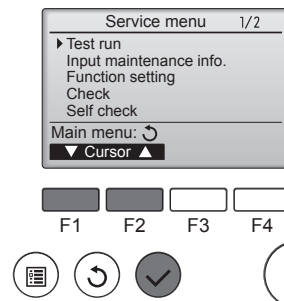 Service menu 1/2
Test run
Input maintenance info.
Function setting
Check
Self check
Main menu:
▼ Cursor ▲
F1 F2 F3 F4